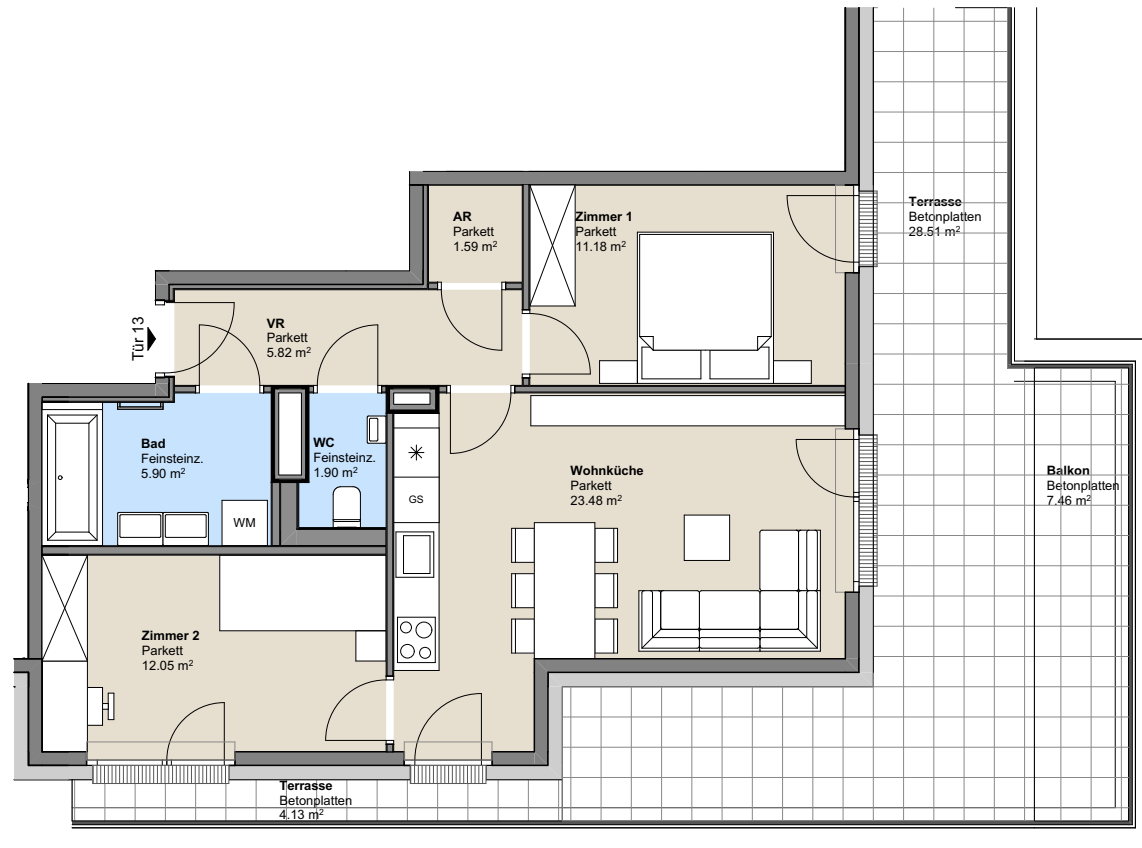 Terrasse
Betonplatten
28.51 m²
AR
Parkett
1.59 m²
Zimmer 1
Parkett
11.18 m²
Tür 13
VR
Parkett
5.82 m²
Bad
Feinsteinz.
5.90 m²
WC
Feinsteinz.
1.90 m²
WM
GS
Wohnküche
Parkett
23.48 m²
Balkon
Betonplatten
7.46 m²
Zimmer 2
Parkett
12.05 m²
Terrasse
Betonplatten
4.13 m²